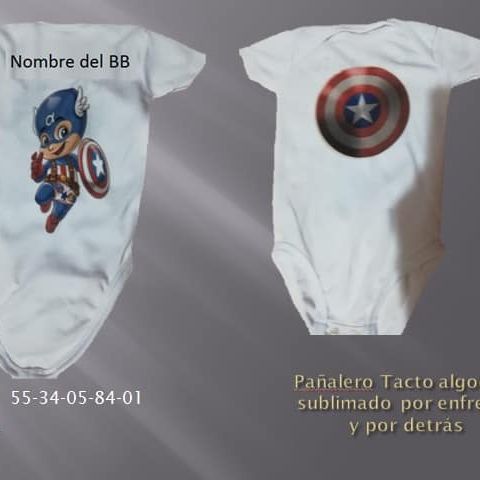 Nombre del BB
55-34-05-84-01
Pañalero Tacto algo
sublimado por enfre
y por detrás